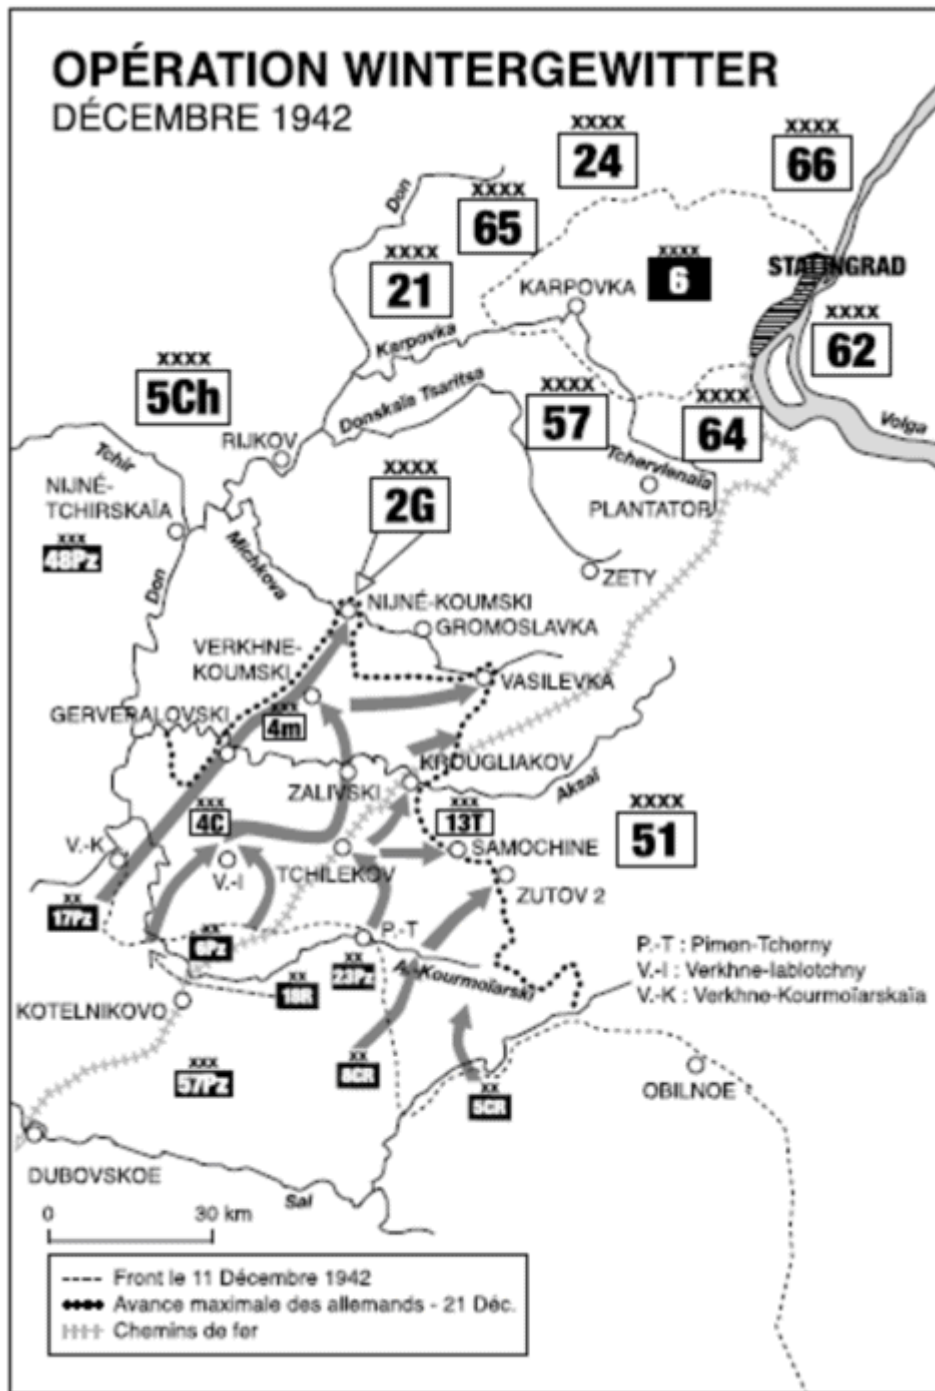 OPÉRATION WINTERGEWITTER
DÉCEMBRE 1942
XXXX
24
XXXX
66
Don
XXXX
65
XXXX
21
XXXX
6
STALINGRAD
KARPOVKA
XXXX
62
Karpovka
XXXX
5Ch
Donskaïa Tsaritsa
XXXX
57
XXXX
64
Volga
RIJKOV
Tchir
XXXX
2G
Tchervlenaïa
NIJNÉ-
TCHIRSKAÏA
PLANTATOR
XXX
48Pz
Michkova
Don
ZETY
NIJNÉ-KOUMSKI
GROMOSLAVKA
VERKHNE-
KOUMSKI
VASILEVKA
GERVERALOVSKI
XXX
4m
KROUGLIAKOV
ZALIVSKI
Aksaï
XXX
4C
XXX
13T
XXXX
51
V.-K
V.-I
TCHILEKOV
SAMOCHINE
ZUTOV 2
XX
17Pz
XX
6Pz
P.-T
XX
23Pz
A.-Kourmoïarski
P.-T : Pimen-Tcherny
V.-I : Verkhne-Iablotchny
V.-K : Verkhne-Kourmoïarskaïa
XX
18R
KOTELNIKOVO
XXX
57Pz
XX
8CR
XX
5CR
OBILNOE
DUBOVSKOE
Sal
0 30 km
Front le 11 Décembre 1942
Avance maximale des allemands - 21 Déc.
Chemins de fer